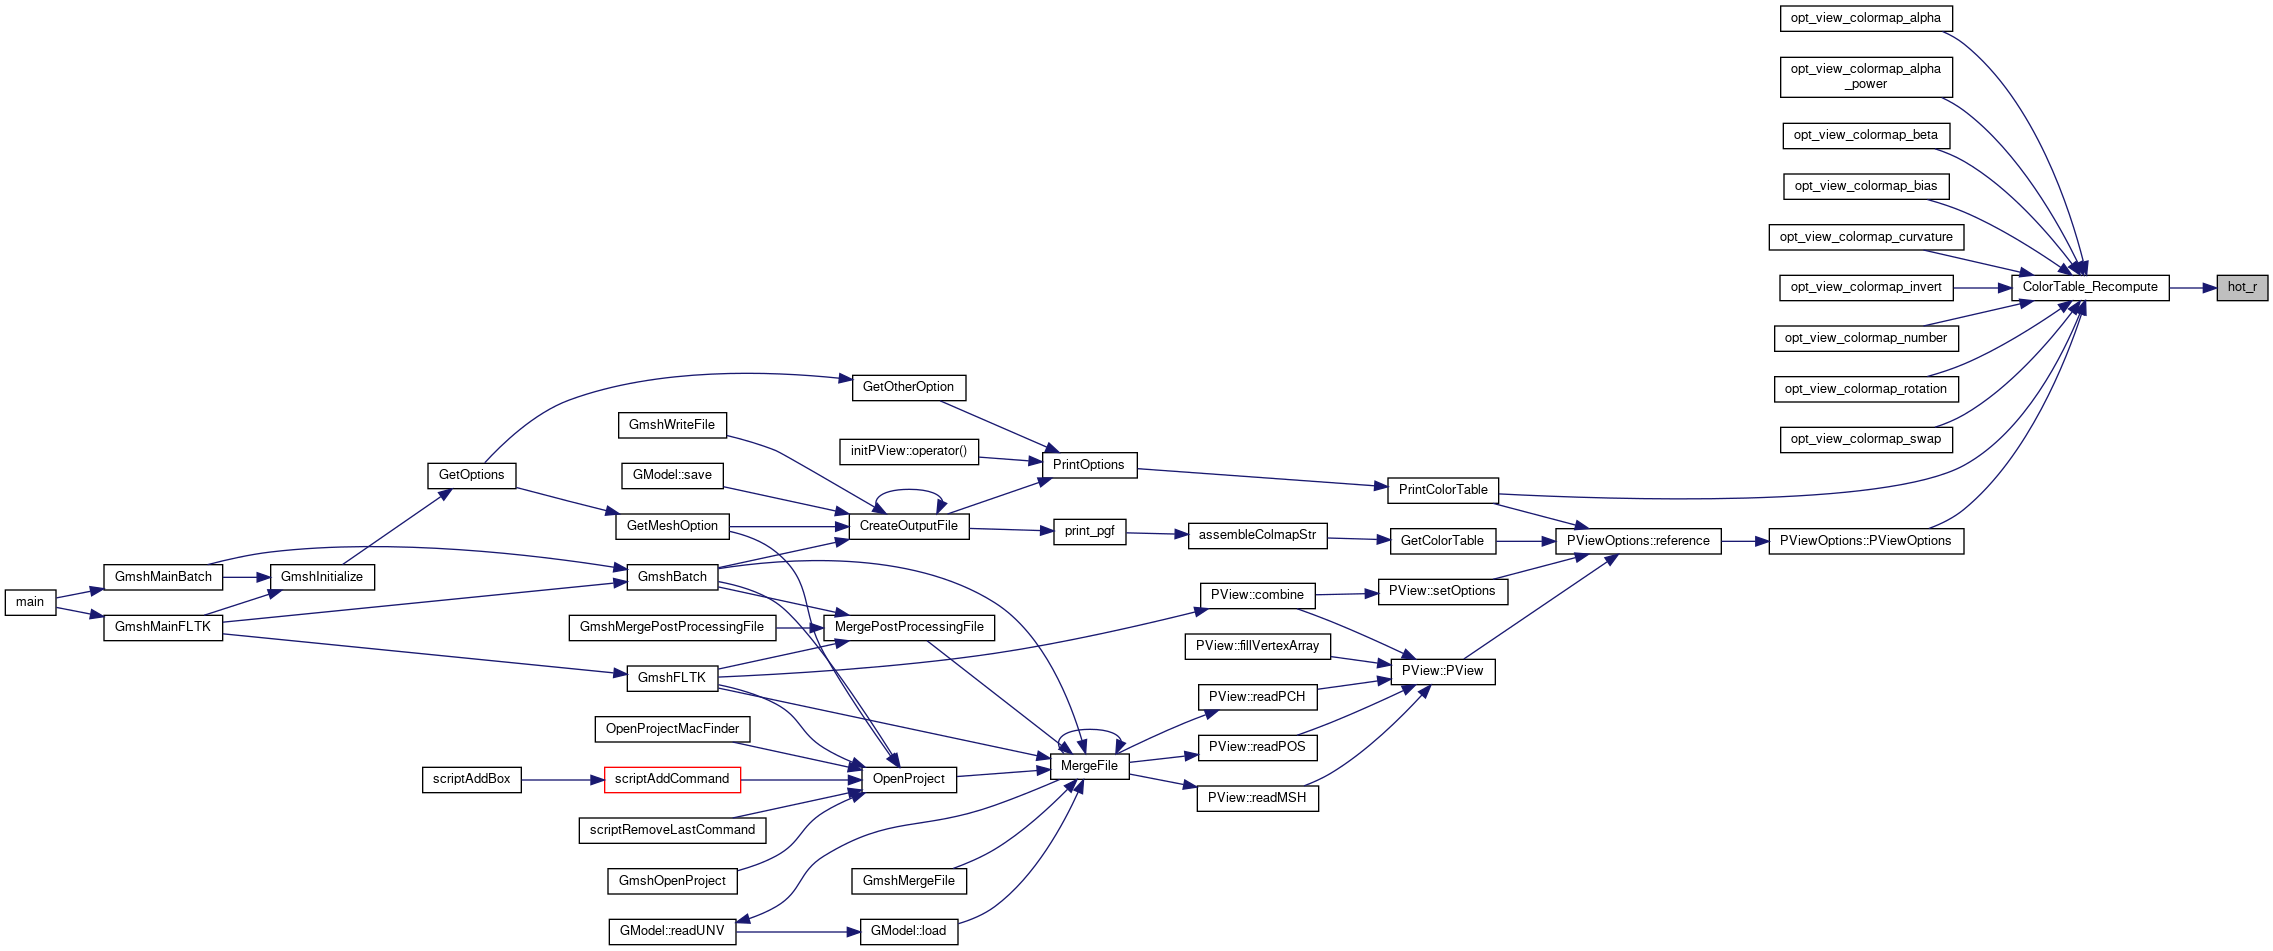 opt_view_colormap_alpha
opt_view_colormap_alpha
_power
opt_view_colormap_beta
opt_view_colormap_bias
opt_view_colormap_curvature
opt_view_colormap_invert
ColorTable_Recompute
hot_r
opt_view_colormap_number
opt_view_colormap_rotation
opt_view_colormap_swap
GetOtherOption
GmshWriteFile
initPView::operator()
PrintOptions
GetOptions
GModel::save
PrintColorTable
GetMeshOption
CreateOutputFile
print_pgf
assembleColmapStr
GetColorTable
PViewOptions::reference
PViewOptions::PViewOptions
GmshMainBatch
GmshInitialize
GmshBatch
PView::combine
PView::setOptions
main
GmshMainFLTK
GmshMergePostProcessingFile
MergePostProcessingFile
PView::fillVertexArray
GmshFLTK
PView::PView
PView::readPCH
OpenProjectMacFinder
PView::readPOS
MergeFile
scriptAddBox
scriptAddCommand
OpenProject
PView::readMSH
scriptRemoveLastCommand
GmshOpenProject
GmshMergeFile
GModel::readUNV
GModel::load